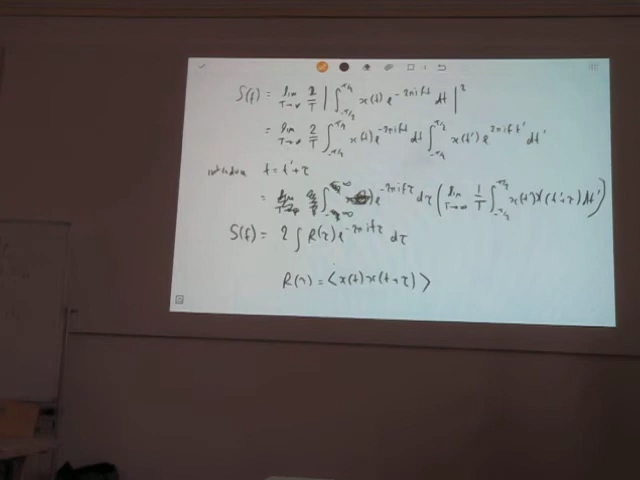 S(f) = lim T→∞ 2/T | ∫_{-T/2}^{T/2} x(t) e^{-2πift} dt |²
= lim T→∞ 2/T ∫_{-T/2}^{T/2} x(t) e^{-2πift} dt ∫_{-T/2}^{T/2} x(t') e^{2πift'} dt'
t = t' + τ
= ∫_{-∞}^{∞} e^{-2πifτ} dτ ( lim T→∞ 1/T ∫_{-T/2}^{T/2} x(t') x(t'+τ) dt' )
S(f) = 2 ∫ R(τ) e^{-2πifτ} dτ
R(τ) = ⟨x(t) x(t+τ)⟩